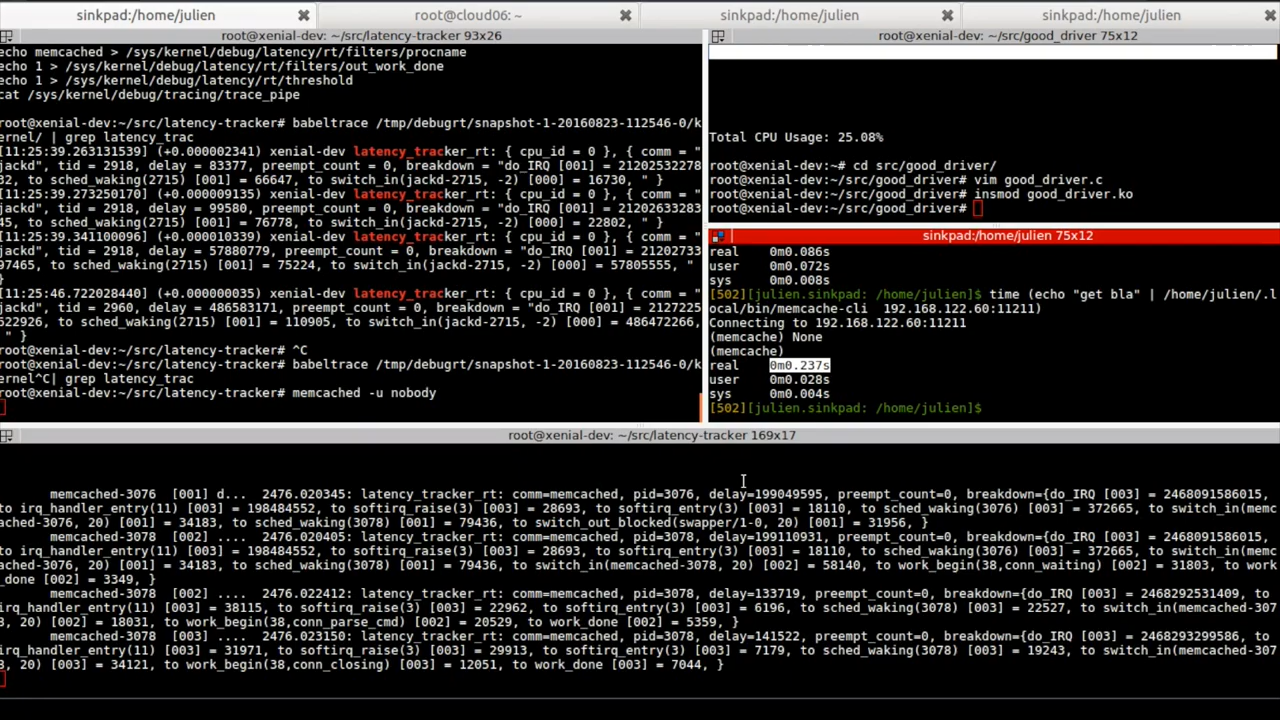 sinkpad:/home/julien
root@cloud06: ~
sinkpad:/home/julien
sinkpad:/home/julien
root@xenial-dev: ~/src/latency-tracker 93x26
echo memcached > /sys/kernel/debug/latency/rt/filters/procname
echo 1 > /sys/kernel/debug/latency/rt/filters/out_work_done
echo 1 > /sys/kernel/debug/latency/rt/threshold
cat /sys/kernel/debug/tracing/trace_pipe
root@xenial-dev:~/src/latency-tracker# babeltrace /tmp/debugrt/snapshot-1-20160823-112546-0/k
ernel/ | grep latency_trac
[11:25:39.263131539] (+0.000002341) xenial-dev latency_tracker_rt: { cpu_id = 0 }, { comm = "
jackd", tid = 2918, delay = 83377, preempt_count = 0, breakdown = "do_IRQ [001] = 21202532278
32, to sched_waking(2715) [001] = 66647, to switch_in(jackd-2715, -2) [000] = 16730, " }
[11:25:39.273250170] (+0.000009135) xenial-dev latency_tracker_rt: { cpu_id = 0 }, { comm = "
jackd", tid = 2918, delay = 99580, preempt_count = 0, breakdown = "do_IRQ [001] = 21202633283
45, to sched_waking(2715) [001] = 76778, to switch_in(jackd-2715, -2) [000] = 22802, " }
[11:25:39.341100096] (+0.000010339) xenial-dev latency_tracker_rt: { cpu_id = 0 }, { comm = "
jackd", tid = 2918, delay = 57880779, preempt_count = 0, breakdown = "do_IRQ [001] = 21202733
97465, to sched_waking(2715) [001] = 75224, to switch_in(jackd-2715, -2) [000] = 57805555, "
}
[11:25:46.722028440] (+0.000000035) xenial-dev latency_tracker_rt: { cpu_id = 0 }, { comm = "
jackd", tid = 2960, delay = 486583171, preempt_count = 0, breakdown = "do_IRQ [001] = 2127225
522926, to sched_waking(2715) [001] = 110905, to switch_in(jackd-2715, -2) [000] = 486472266,
" }
root@xenial-dev:~/src/latency-tracker# ^C
root@xenial-dev:~/src/latency-tracker# babeltrace /tmp/debugrt/snapshot-1-20160823-112546-0/k
ernel^C| grep latency_trac
root@xenial-dev:~/src/latency-tracker# memcached -u nobody
root@xenial-dev: ~/src/good_driver 75x12
Total CPU Usage: 25.08%
root@xenial-dev:~# cd src/good_driver/
root@xenial-dev:~/src/good_driver# vim good_driver.c
root@xenial-dev:~/src/good_driver# insmod good_driver.ko
root@xenial-dev:~/src/good_driver#
sinkpad:/home/julien 75x12
real 0m0.086s
user 0m0.072s
sys 0m0.008s
[502][julien.sinkpad: /home/julien]$ time (echo "get bla" | /home/julien/.l
ocal/bin/memcache-cli 192.168.122.60:11211)
Connecting to 192.168.122.60:11211
(memcache) None
(memcache)
real 0m0.237s
user 0m0.028s
sys 0m0.004s
[502][julien.sinkpad: /home/julien]$
root@xenial-dev: ~/src/latency-tracker 169x17
memcached-3076 [001] d... 2476.020345: latency_tracker_rt: comm=memcached, pid=3076, delay=199049595, preempt_count=0, breakdown={do_IRQ [003] = 2468091586015,
to irq_handler_entry(11) [003] = 198484552, to softirq_raise(3) [003] = 28693, to softirq_entry(3) [003] = 18110, to sched_waking(3076) [003] = 372665, to switch_in(memc
ached-3076, 20) [001] = 34183, to sched_waking(3078) [001] = 79436, to switch_out_blocked(swapper/1-0, 20) [001] = 31956, }
memcached-3078 [002] .... 2476.020405: latency_tracker_rt: comm=memcached, pid=3078, delay=199110931, preempt_count=0, breakdown={do_IRQ [003] = 2468091586015,
to irq_handler_entry(11) [003] = 198484552, to softirq_raise(3) [003] = 28693, to softirq_entry(3) [003] = 18110, to sched_waking(3076) [003] = 372665, to switch_in(memc
ached-3076, 20) [001] = 34183, to sched_waking(3078) [001] = 79436, to switch_in(memcached-3078, 20) [002] = 58140, to work_begin(38,conn_waiting) [002] = 31803, to work
_done [002] = 3349, }
memcached-3078 [002] .... 2476.022412: latency_tracker_rt: comm=memcached, pid=3078, delay=133719, preempt_count=0, breakdown={do_IRQ [003] = 2468292531409, to
irq_handler_entry(11) [003] = 38115, to softirq_raise(3) [003] = 22962, to softirq_entry(3) [003] = 6196, to sched_waking(3078) [003] = 22527, to switch_in(memcached-307
8, 20) [002] = 18031, to work_begin(38,conn_parse_cmd) [002] = 20529, to work_done [002] = 5359, }
memcached-3078 [003] .... 2476.023150: latency_tracker_rt: comm=memcached, pid=3078, delay=141522, preempt_count=0, breakdown={do_IRQ [003] = 2468293299586, to
irq_handler_entry(11) [003] = 31971, to softirq_raise(3) [003] = 29913, to softirq_entry(3) [003] = 7179, to sched_waking(3078) [003] = 19243, to switch_in(memcached-307
8, 20) [003] = 34121, to work_begin(38,conn_closing) [003] = 12051, to work_done [003] = 7044, }